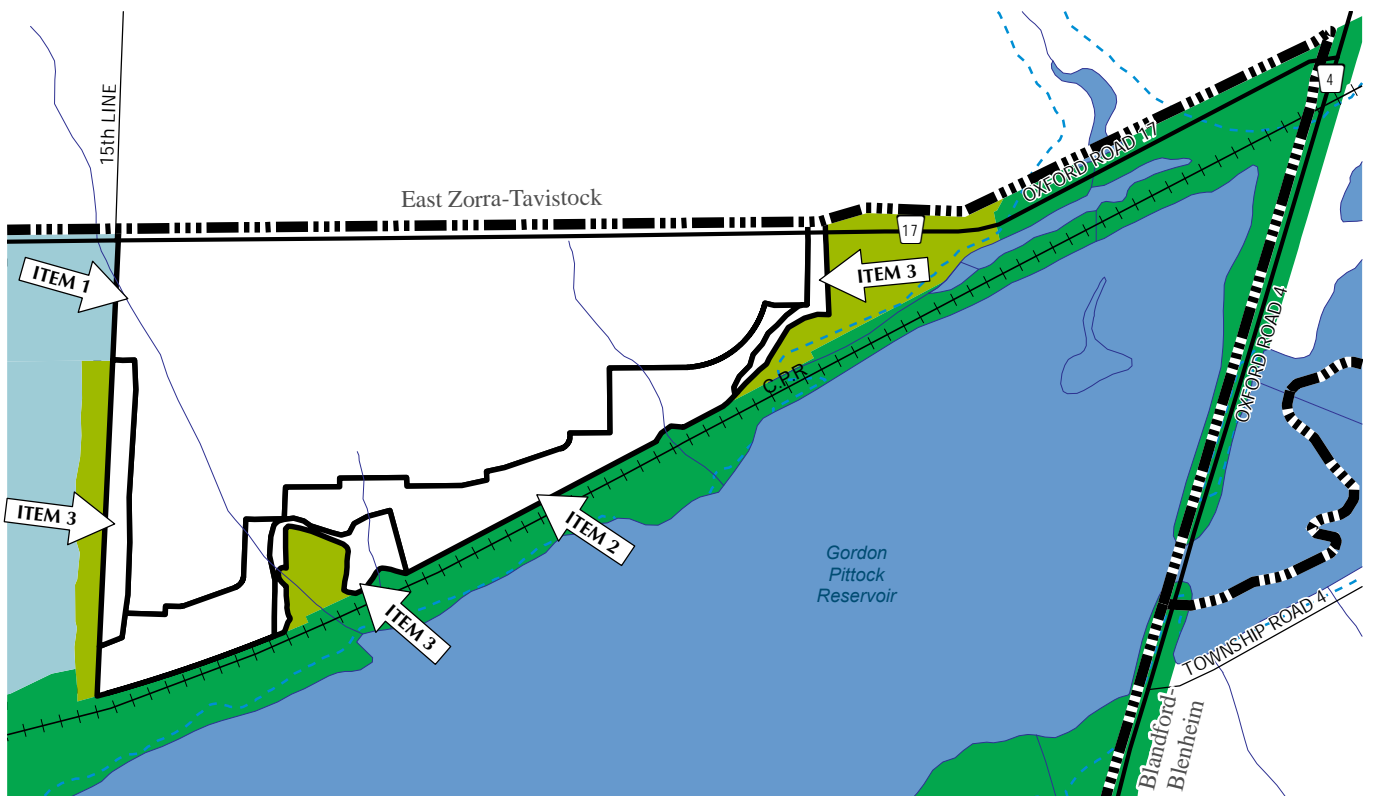 4
15th LINE
OXFORD ROAD 17
East Zorra-Tavistock
17
ITEM 1
ITEM 3
OXFORD ROAD 4
C.P.R
ITEM 3
ITEM 2
Gordon
Pittock
Reservoir
ITEM 3
TOWNSHIP ROAD 4
Blandford-
Blenheim